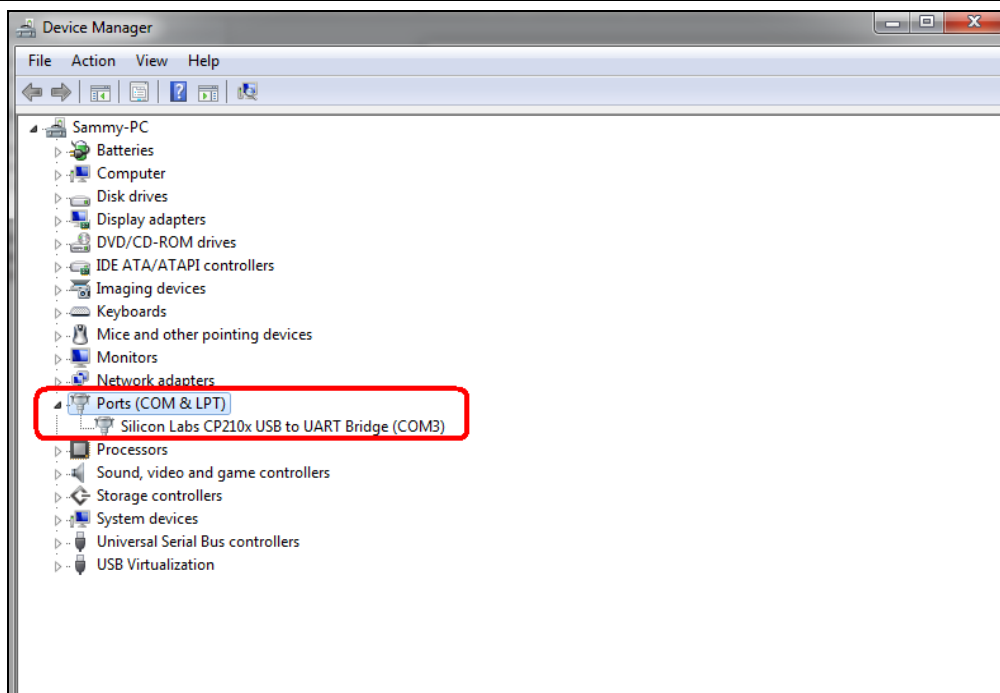 Device Manager
File Action View Help
Sammy-PC
Batteries
Computer
Disk drives
Display adapters
DVD/CD-ROM drives
IDE ATA/ATAPI controllers
Imaging devices
Keyboards
Mice and other pointing devices
Monitors
Network adapters
Ports (COM & LPT)
Silicon Labs CP210x USB to UART Bridge (COM3)
Processors
Sound, video and game controllers
Storage controllers
System devices
Universal Serial Bus controllers
USB Virtualization